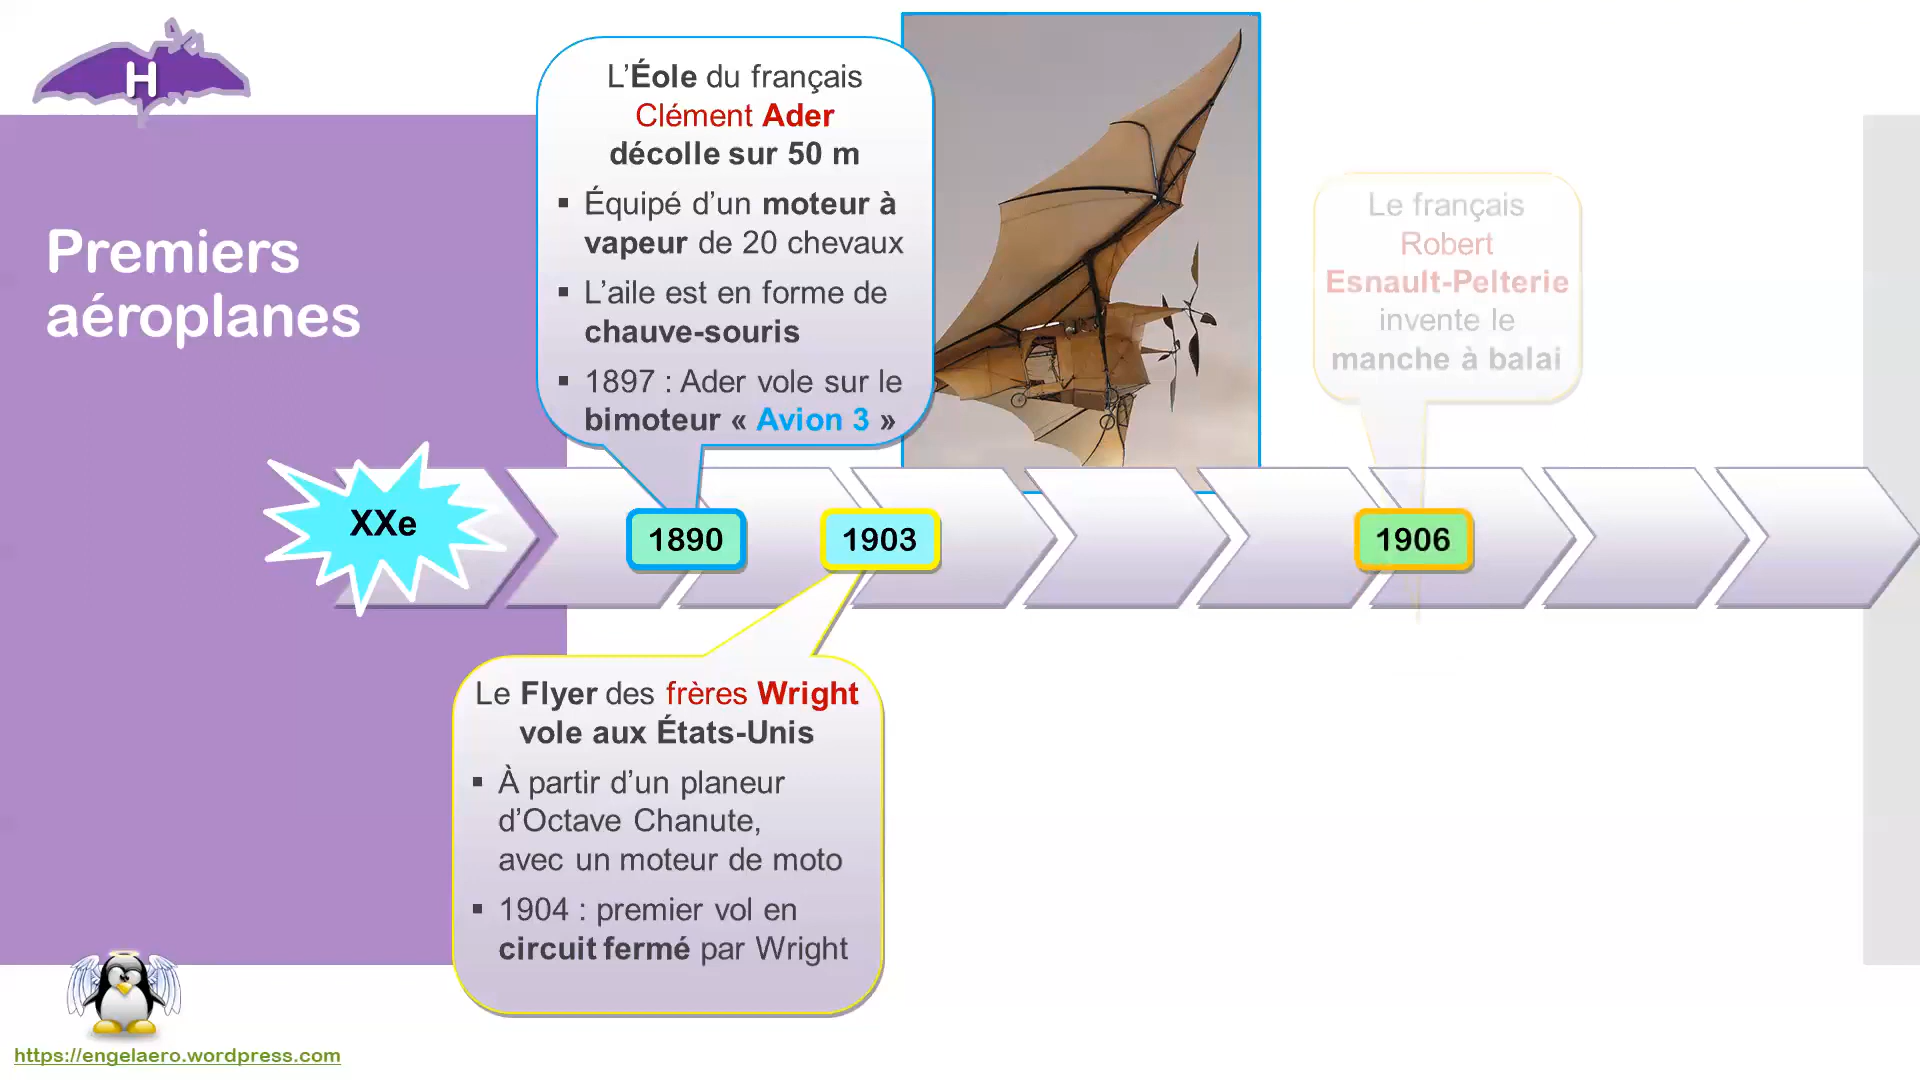 H
Premiers
aéroplanes
L’Éole du français
Clément Ader
décolle sur 50 m
▪ Équipé d’un moteur à
vapeur de 20 chevaux
▪ L’aile est en forme de
chauve-souris
▪ 1897 : Ader vole sur le
bimoteur « Avion 3 »
Le français
Robert
Esnault-Pelterie
invente le
manche à balai
XXe
1890
1903
1906
Le Flyer des frères Wright
vole aux États-Unis
▪ À partir d’un planeur
d’Octave Chanute,
avec un moteur de moto
▪ 1904 : premier vol en
circuit fermé par Wright
https://engelaero.wordpress.com